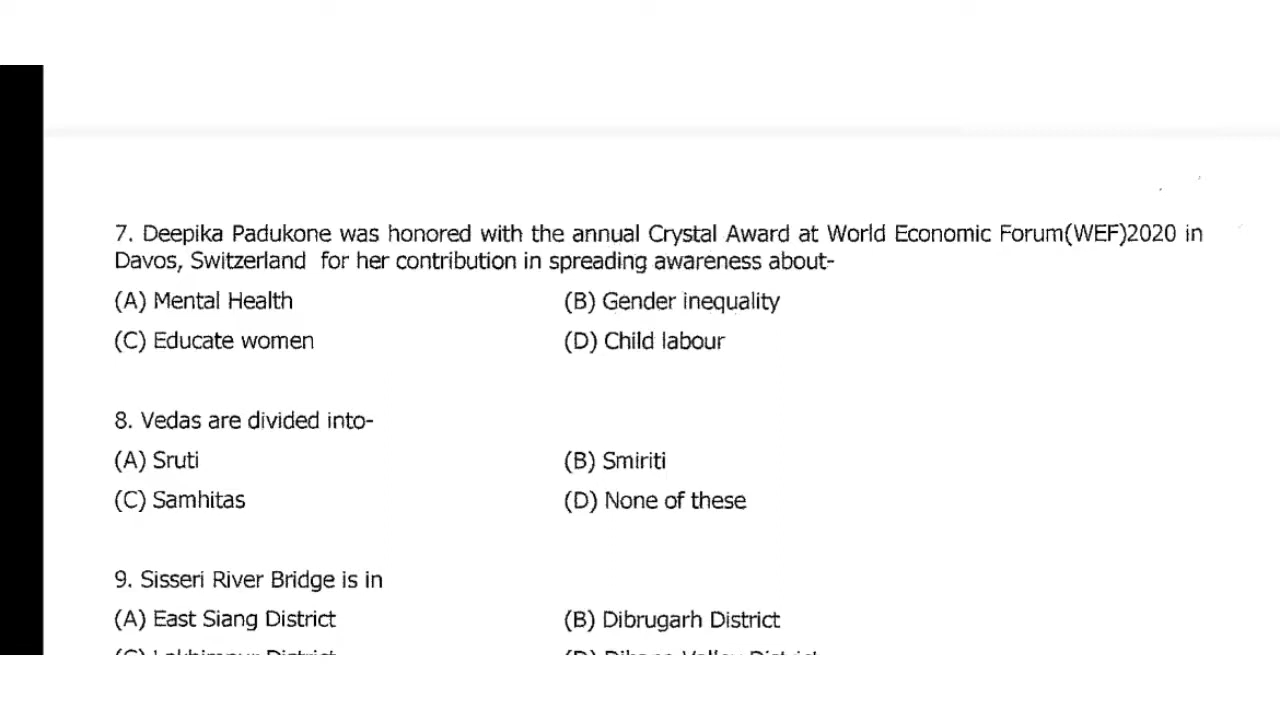 7. Deepika Padukone was honored with the annual Crystal Award at World Economic Forum(WEF)2020 in
Davos, Switzerland for her contribution in spreading awareness about-
(A) Mental Health (B) Gender inequality
(C) Educate women (D) Child labour
8. Vedas are divided into-
(A) Sruti (B) Smiriti
(C) Samhitas (D) None of these
9. Sisseri River Bridge is in
(A) East Siang District (B) Dibrugarh District